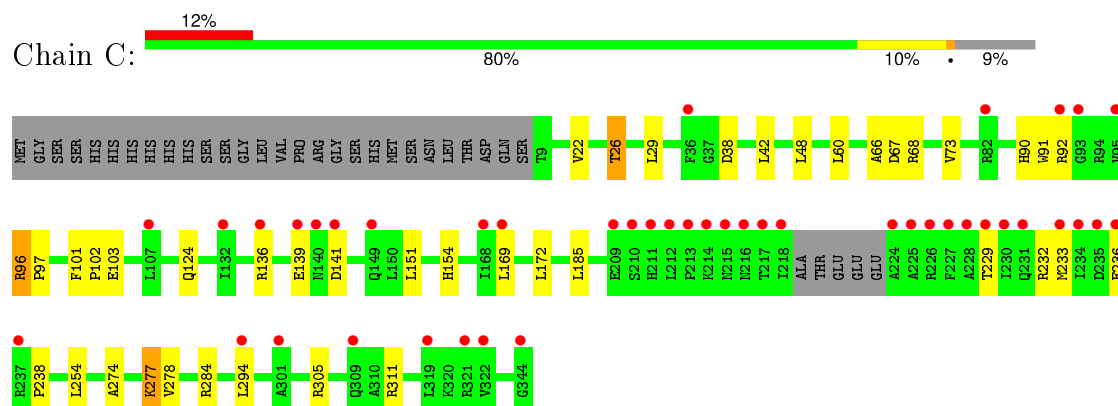 12%
Chain C:
80% 10% • 9%
MET GLY SER SER HIS HIS HIS HIS HIS HIS SER SER GLY LEU VAL PRO ARG GLY SER HIS MET SER ASN LEU THR ASP GLN SER T9 V22 T26 L29 F36 G37 D38 L42 L48 L60 A66 D67 R68 V73 R82 H90 W91 R92 G93 R94 V95
R96 P97 F101 P102 E103 L107 Q124 I132 R136 E139 N140 D141 Q149 L150 L151 H154 I168 L169 L172 L185 E209 S210 H211 L212 P213 K214 N215 N216 T217 I218 ALA THR GLU GLU GLU A224 A225 R226 F227 A228 T229 I230 Q231 R232 M233 I234 D235 E236
R237 P238 L254 A274 K277 V278 R284 L294 A301 R305 Q309 A310 R311 L319 K320 R321 V322 G344